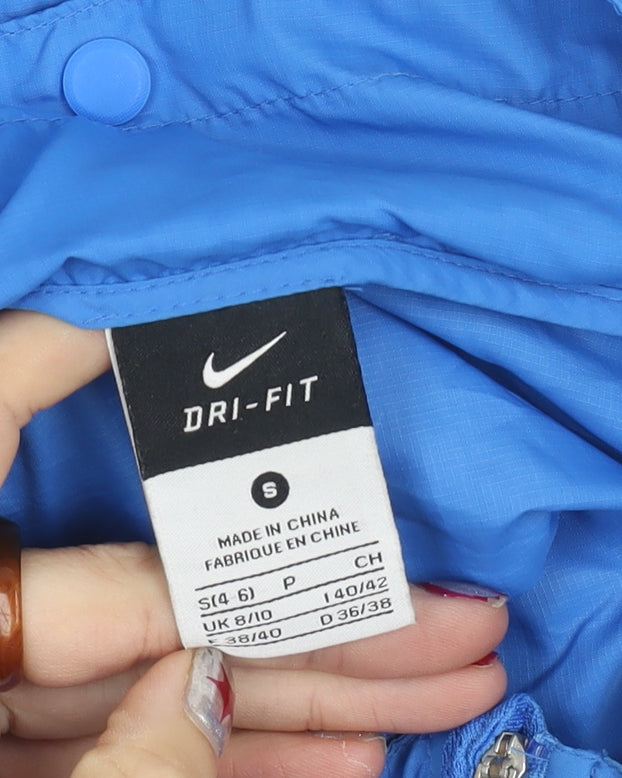 DRI-FIT
S
MADE IN CHINA
FABRIQUE EN CHINE
S(4-6) P CH
UK 8/10 I 40/42
F 38/40 D 36/38